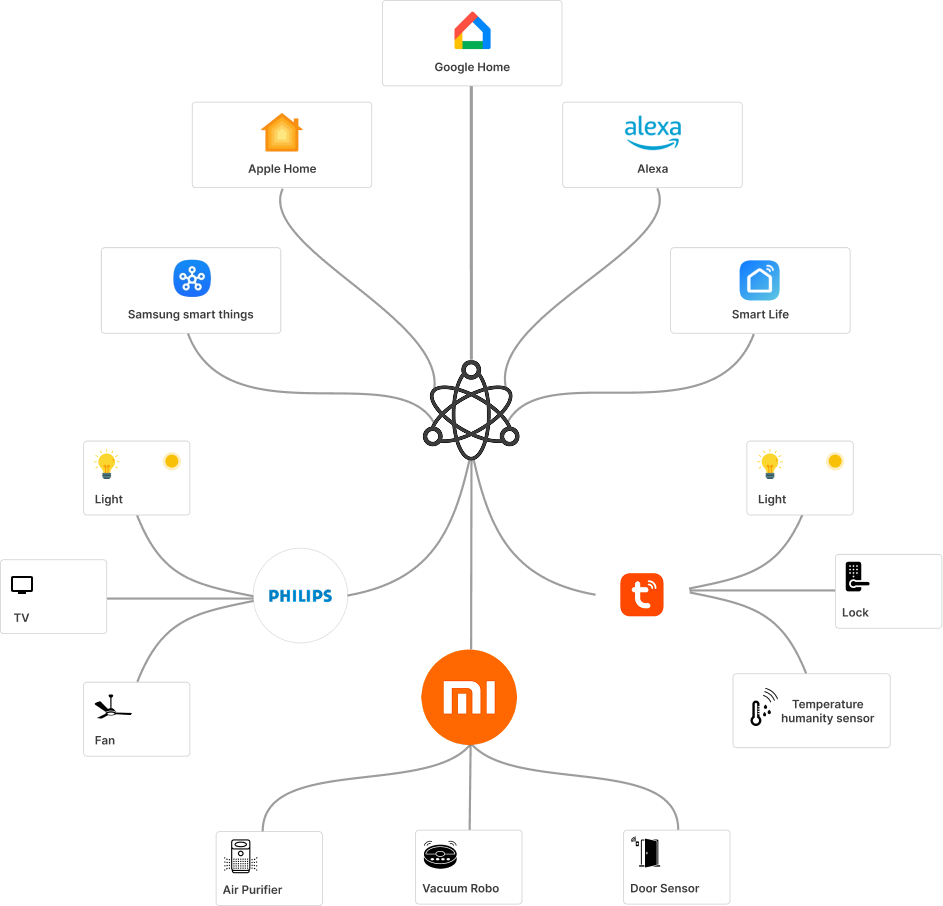 Google Home
alexa
Apple Home
Alexa
Samsung smart things
Smart Life
Light
Light
PHILIPS
TV
Lock
mi
Temperature
humanity sensor
Fan
Air Purifier
Vacuum Robo
Door Sensor